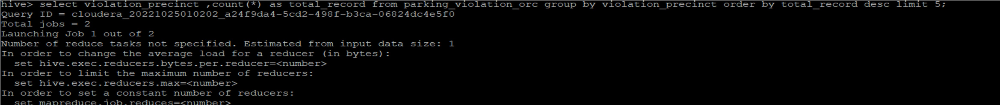 hive> select violation_precinct ,count(*) as total_record from parking_violation_orc group by violation_precinct order by total_record desc limit 5;
Query ID = cloudera_20221025010202_a24f9da4-5cd2-498f-b3ca-06824dc4e5f0
Total jobs = 2
Launching Job 1 out of 2
Number of reduce tasks not specified. Estimated from input data size: 1
In order to change the average load for a reducer (in bytes):
  set hive.exec.reducers.bytes.per.reducer=<number>
In order to limit the maximum number of reducers:
  set hive.exec.reducers.max=<number>
In order to set a constant number of reducers:
  set mapreduce.job.reduces=<number>